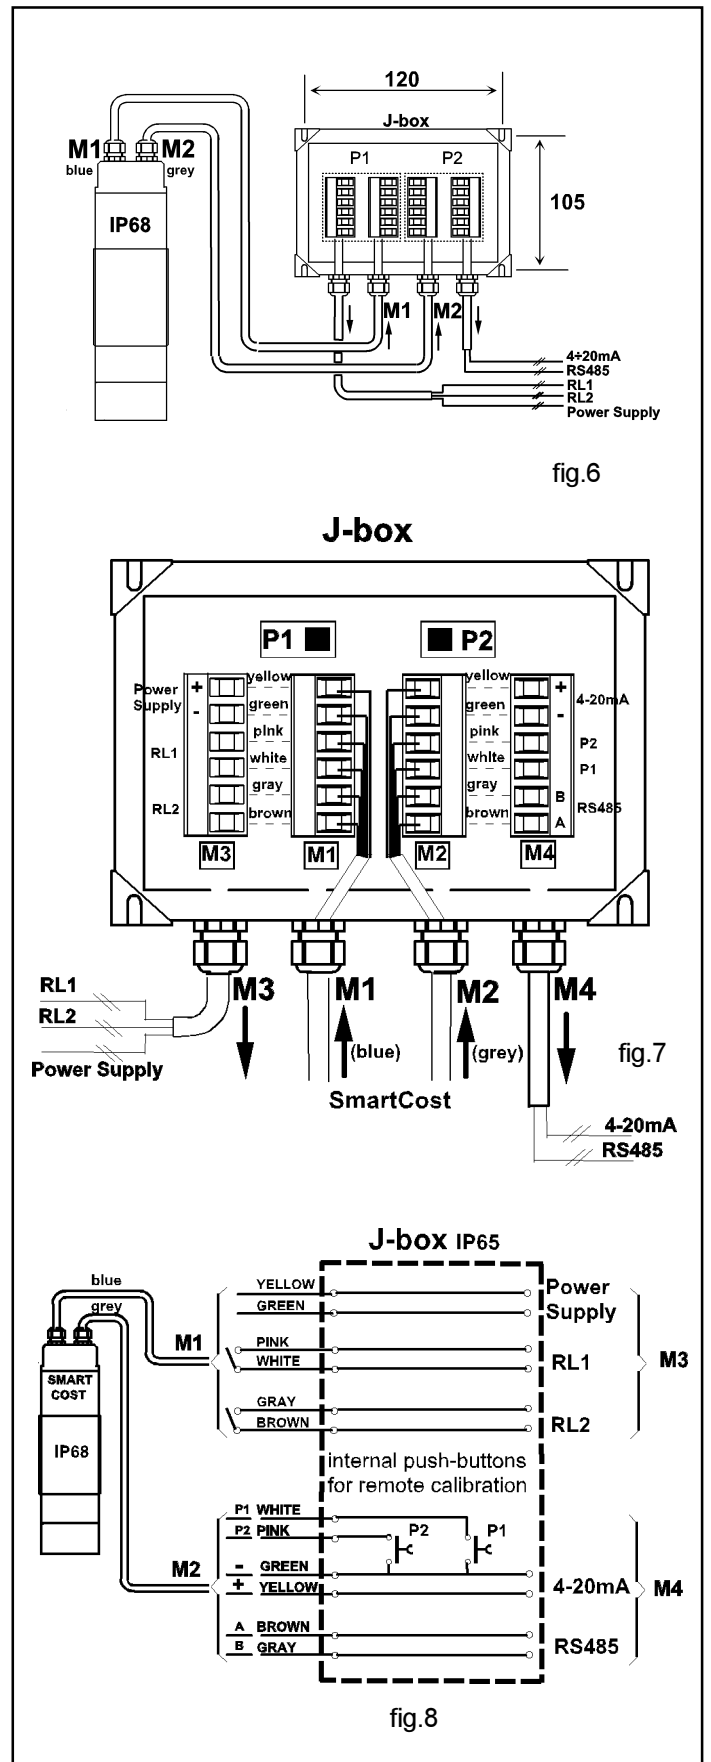 120
J-box
M1 M2
blue grey
P1 P2
IP68
105
M1 M2
4÷20mA
RS485
RL1
RL2
Power Supply
fig.6
J-box
P1 P2
Power Supply + -
RL1
RL2
yellow
green
pink
white
gray
brown
yellow
green
pink
white
gray
brown
+ - 4-20mA
P2
P1
B
A
RS485
M3 M1 M2 M4
M3 M1 M2 M4
RL1
RL2
Power Supply
(blue) (grey)
SmartCost
fig.7
4-20mA
RS485
J-box IP65
blue
grey
M1
SMART
COST
IP68
YELLOW
GREEN
Power
Supply
PINK
WHITE
RL1
M3
GRAY
BROWN
RL2
internal push-buttons
for remote calibration
P1 WHITE
P2 PINK
P2 P1
M2
- GREEN
+ YELLOW
4-20mA
M4
A BROWN
B GRAY
RS485
fig.8